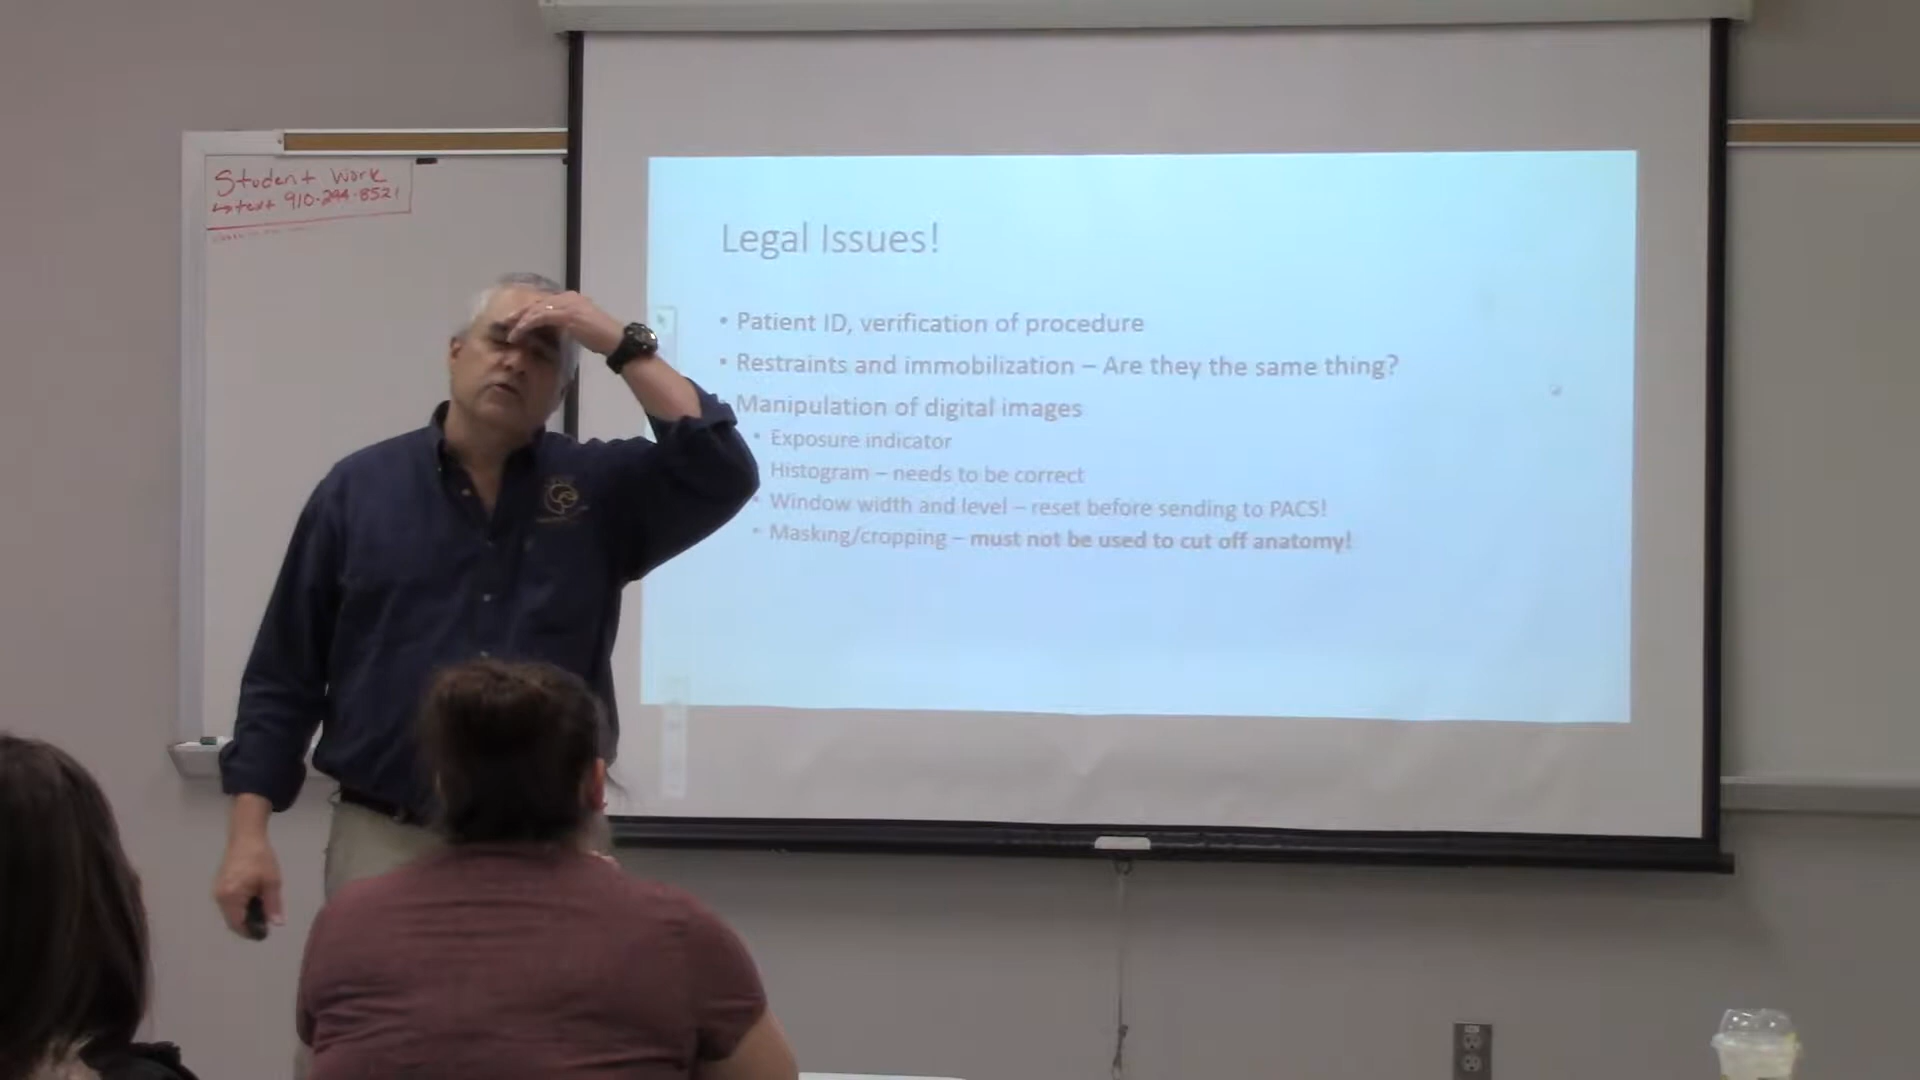 Student Work
↳text 910·294·8521
Legal Issues!
• Patient ID, verification of procedure
• Restraints and immobilization – Are they the same thing?
Manipulation of digital images
• Exposure indicator
Histogram – needs to be correct
• Window width and level – reset before sending to PACS!
• Masking/cropping – must not be used to cut off anatomy!